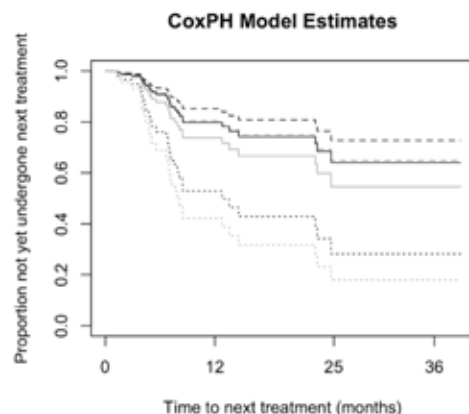 CoxPH Model Estimates
Proportion not yet undergone next treatment
1.0
0.8
0.6
0.4
0.2
0.0
0 12 25 36
Time to next treatment (months)